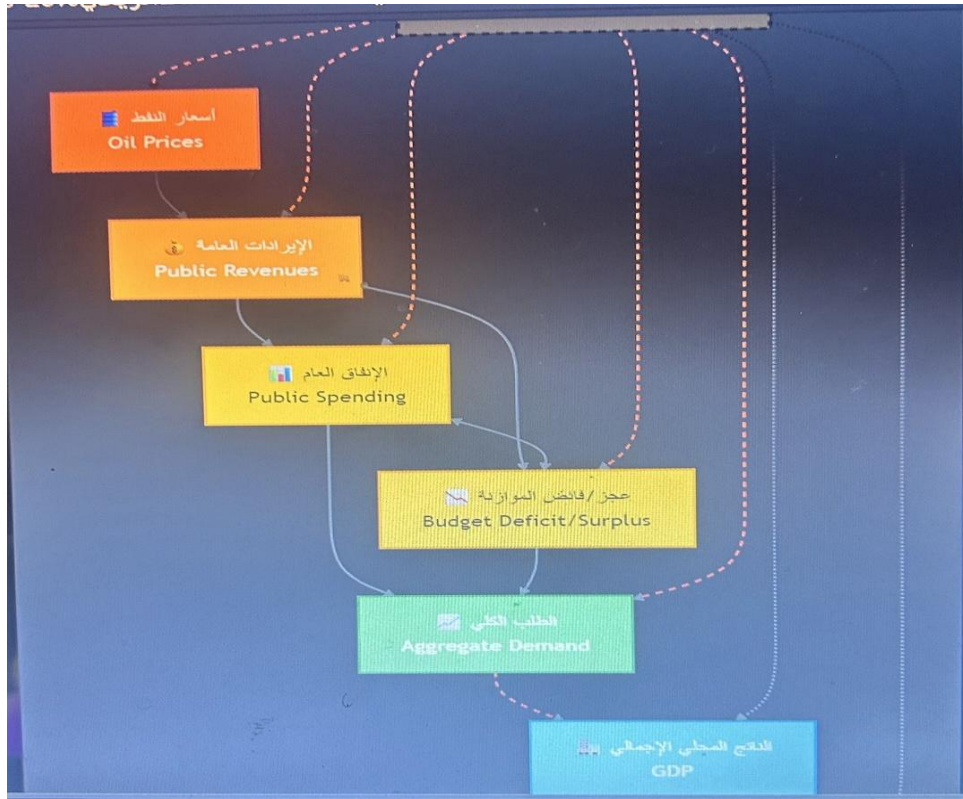 أسعار النفط
Oil Prices
الإيرادات العامة
Public Revenues
الإنفاق العام
Public Spending
عجز/فائض الموازنة
Budget Deficit/Surplus
الطلب الكلي
Aggregate Demand
الناتج المحلي الإجمالي
GDP